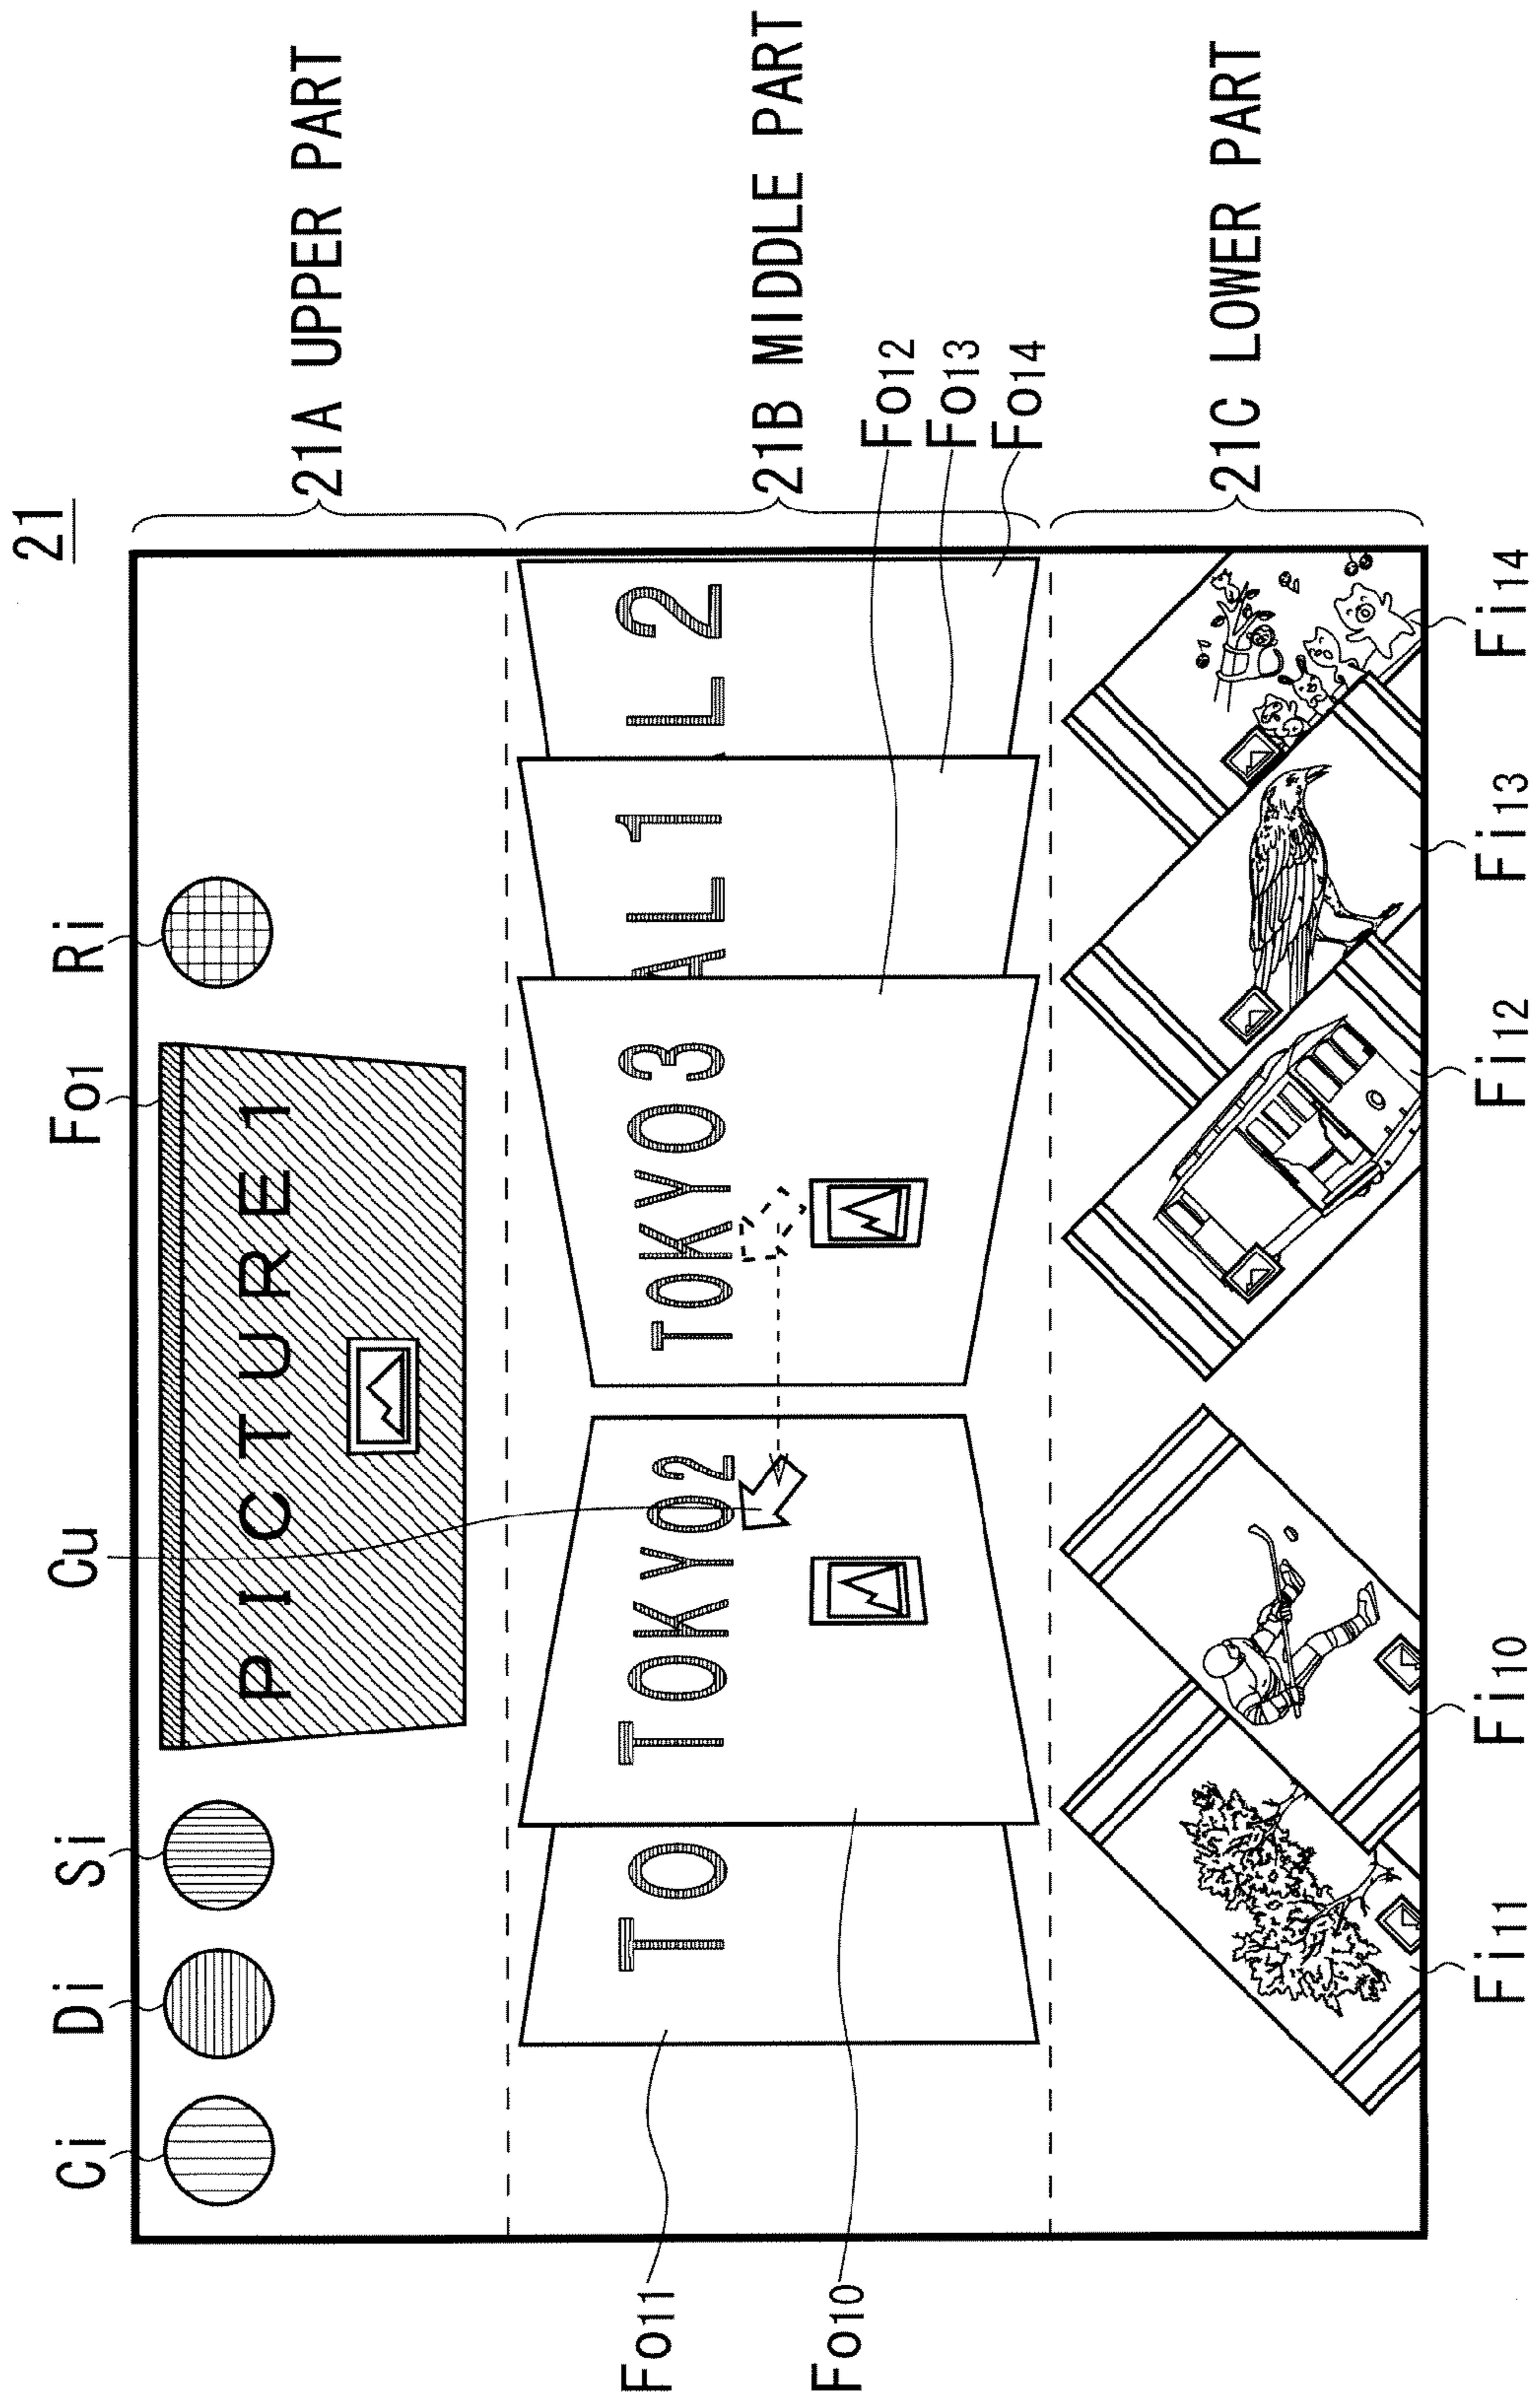 21
Ci
Di
Si
Cu
Fo1
Ri
PICTURE1
21A UPPER PART
Fo11
TO
TOKYO2
TOKYO3
AL1
L2
21B MIDDLE PART
Fo10
Fo12
Fo13
Fo14
21C LOWER PART
Fi11
Fi10
Fi12
Fi13
Fi14